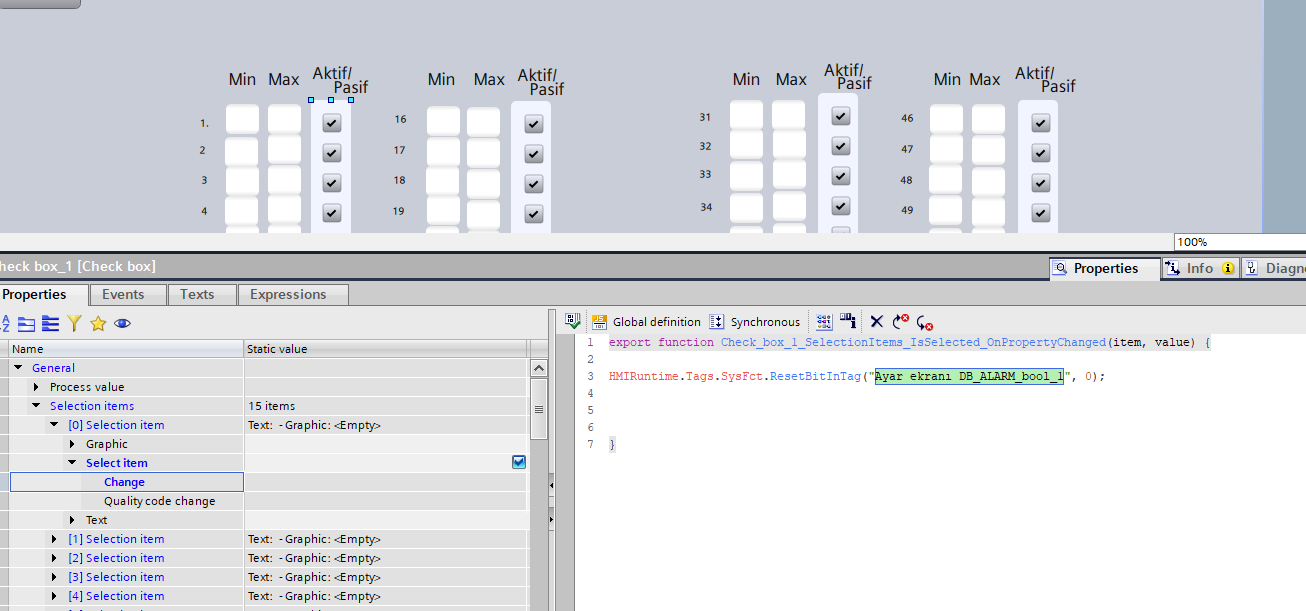 Min Max Aktif/ Pasif Min Max Aktif/ Pasif Min Max Aktif/ Pasif Min Max Aktif/ Pasif
1. 16 31 46
2 17 32 47
3 18 33 48
4 19 34 49
100%
heck box_1 [Check box]
Properties Info Diagn
Properties Events Texts Expressions
Global definition Synchronous
Name Static value
General
Process value
Selection items 15 items
[0] Selection item Text: - Graphic: <Empty>
Graphic
Select item
Change
Quality code change
Text
[1] Selection item Text: - Graphic: <Empty>
[2] Selection item Text: - Graphic: <Empty>
[3] Selection item Text: - Graphic: <Empty>
[4] Selection item Text: - Graphic: <Empty>
1 export function Check_box_1_SelectionItems_IsSelected_OnPropertyChanged(item, value) {
2
3 HMIRuntime.Tags.SysFct.ResetBitInTag("Ayar ekranı DB_ALARM_bool_1", 0);
4
5
6
7 }